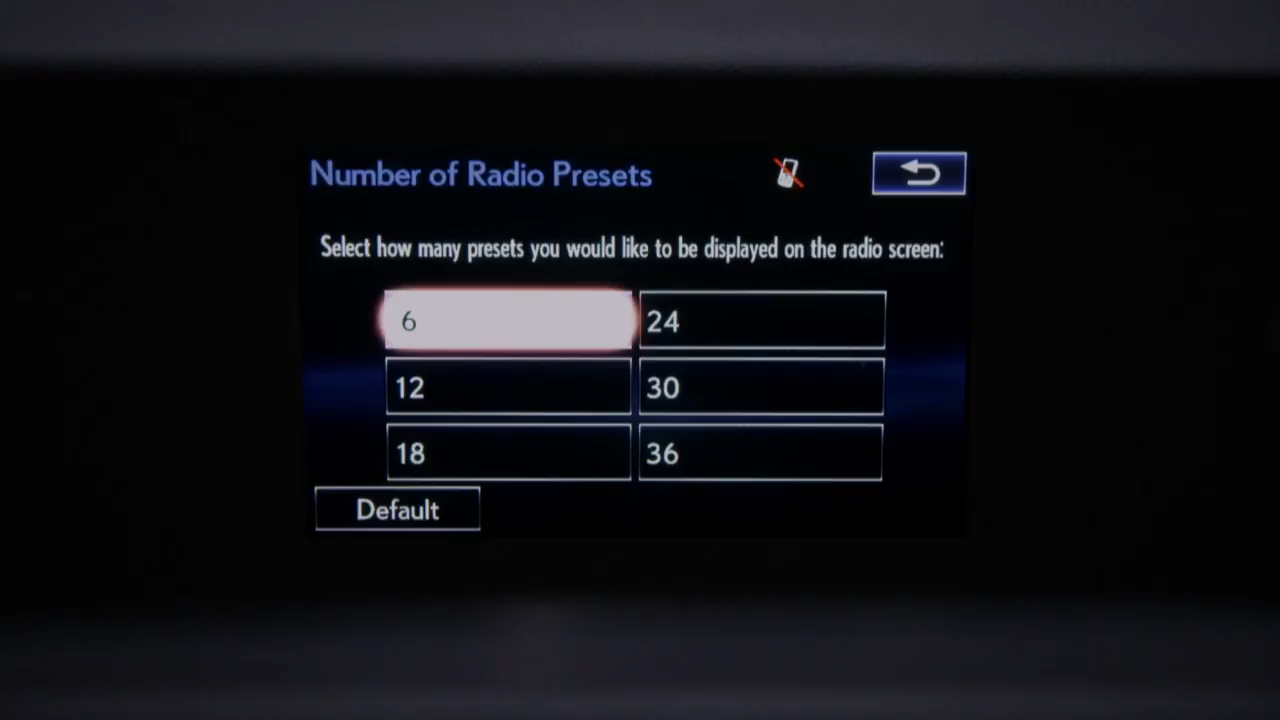 Number of Radio Presets
Select how many presets you would like to be displayed on the radio screen:
6
24
12
30
18
36
Default